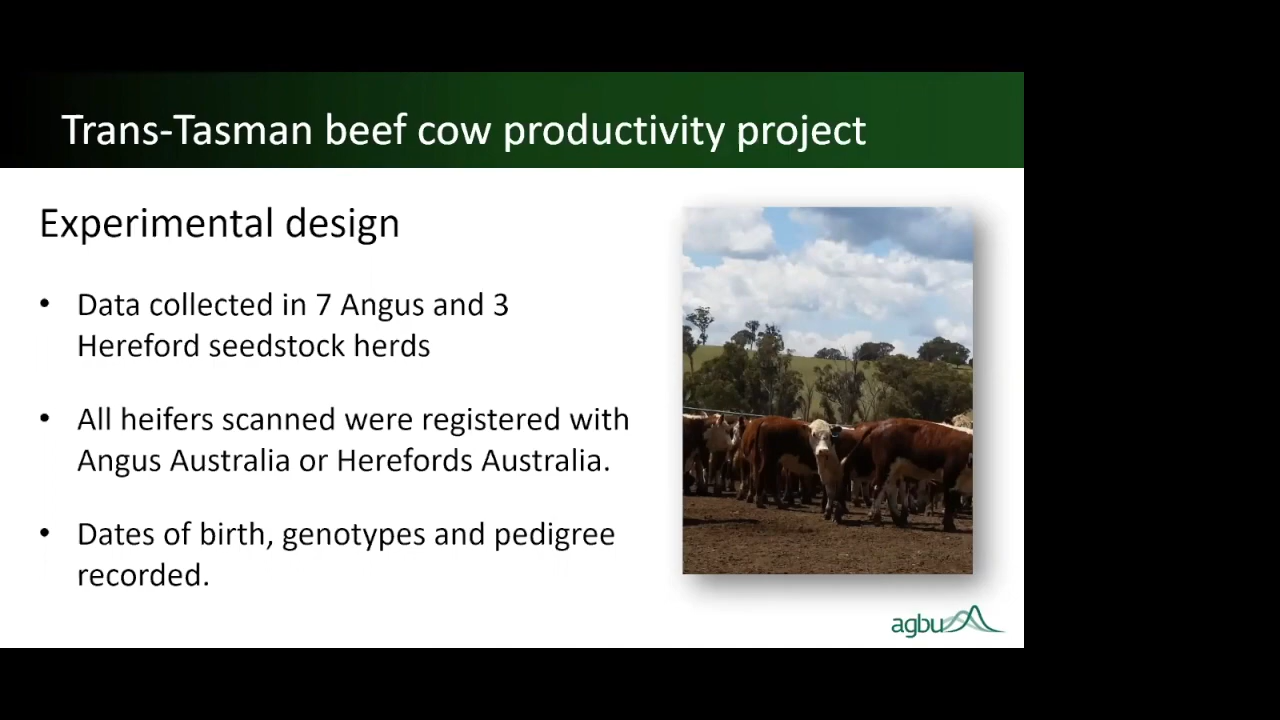 Trans-Tasman beef cow productivity project
Experimental design
• Data collected in 7 Angus and 3
Hereford seedstock herds
• All heifers scanned were registered with
Angus Australia or Herefords Australia.
• Dates of birth, genotypes and pedigree
recorded.
agbu